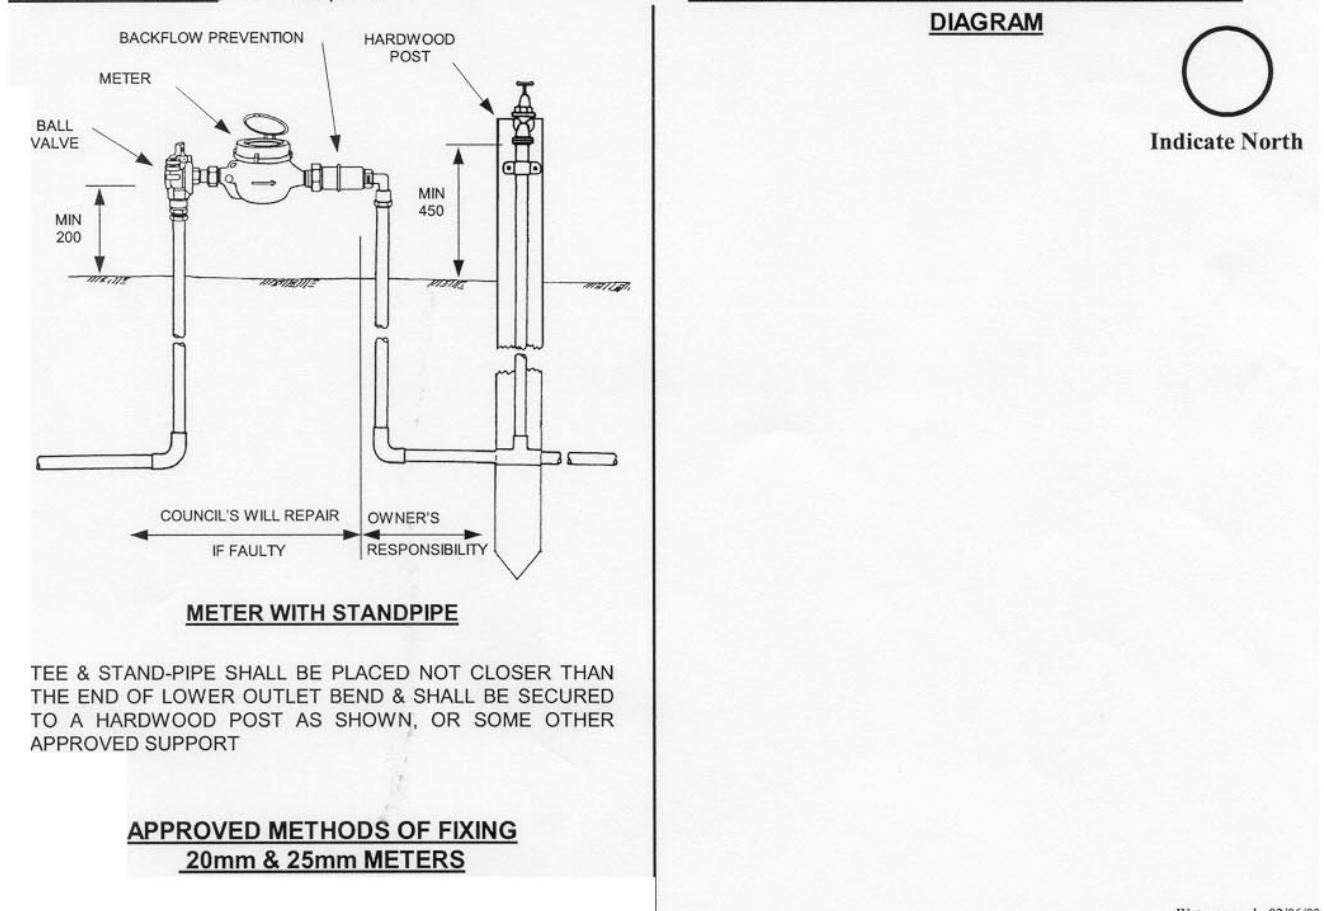 BACKFLOW PREVENTION
HARDWOOD
POST
METER
BALL
VALVE
MIN
200
MIN
450
COUNCIL'S WILL REPAIR
IF FAULTY
OWNER'S
RESPONSIBILITY
METER WITH STANDPIPE
TEE & STAND-PIPE SHALL BE PLACED NOT CLOSER THAN
THE END OF LOWER OUTLET BEND & SHALL BE SECURED
TO A HARDWOOD POST AS SHOWN, OR SOME OTHER
APPROVED SUPPORT
APPROVED METHODS OF FIXING
20mm & 25mm METERS
DIAGRAM
Indicate North